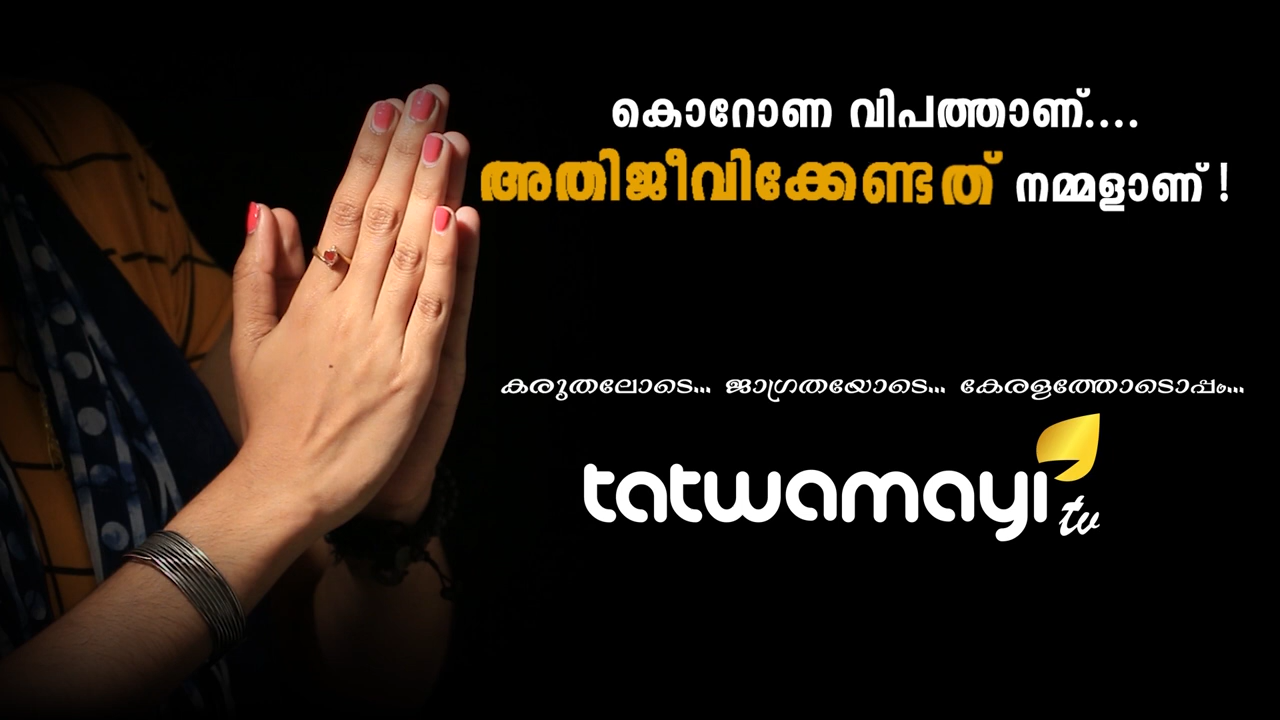 കൊറോണ വിപത്താണ്....
അതിജീവിക്കേണ്ടത് നമ്മളാണ് !
കരുതലോടെ... ജാഗ്രതയോടെ... കേരളത്തോടൊപ്പം...
tatwamayi
tv